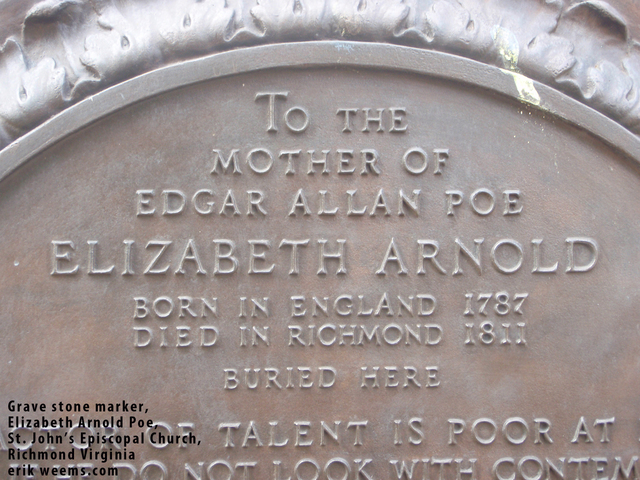 To THE
MOTHER OF
EDGAR ALLAN POE
ELIZABETH ARNOLD
BORN IN ENGLAND 1787
DIED IN RICHMOND 1811
BURIED HERE
OF TALENT IS POOR AT
DO NOT LOOK WITH
Grave stone marker,
Elizabeth Arnold Poe,
St. John's Episcopal Church,
Richmond Virginia
erik weems.com